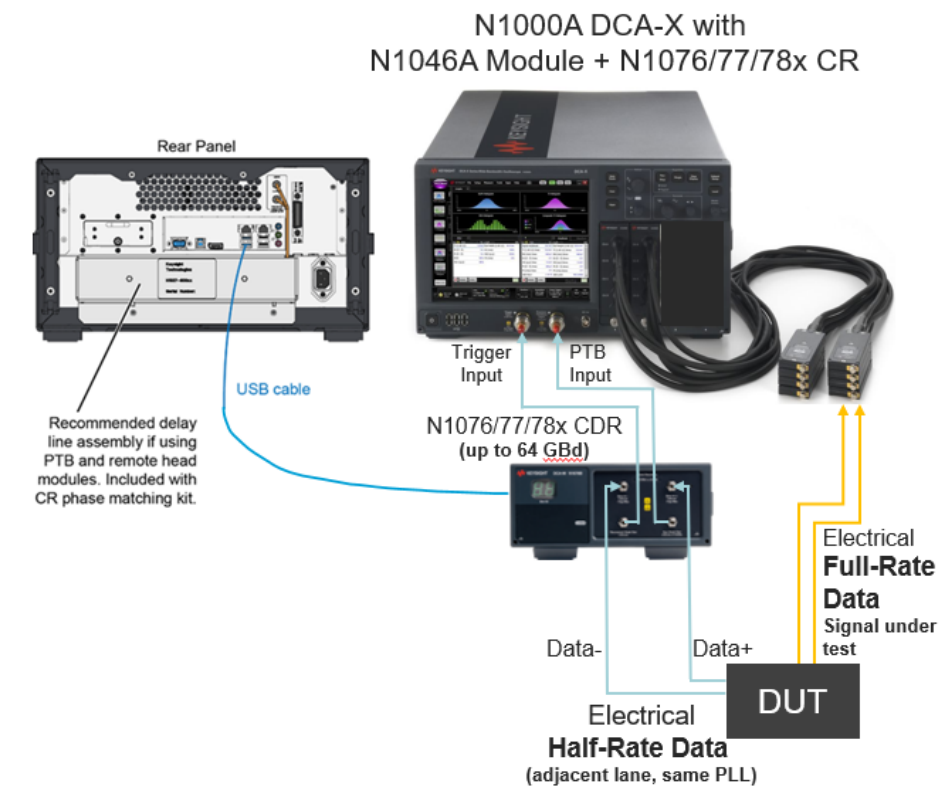 N1000A DCA-X with
N1046A Module + N1076/77/78x CR
Rear Panel
KEYSIGHT
Trigger
Input
PTB
Input
USB cable
Recommended delay
line assembly if using
PTB and remote head
modules. Included with
CR phase matching kit.
N1076/77/78x CDR
(up to 64 GBd)
KEYSIGHT
Electrical
Full-Rate
Data
Signal under
test
Data-
Data+
DUT
Electrical
Half-Rate Data
(adjacent lane, same PLL)